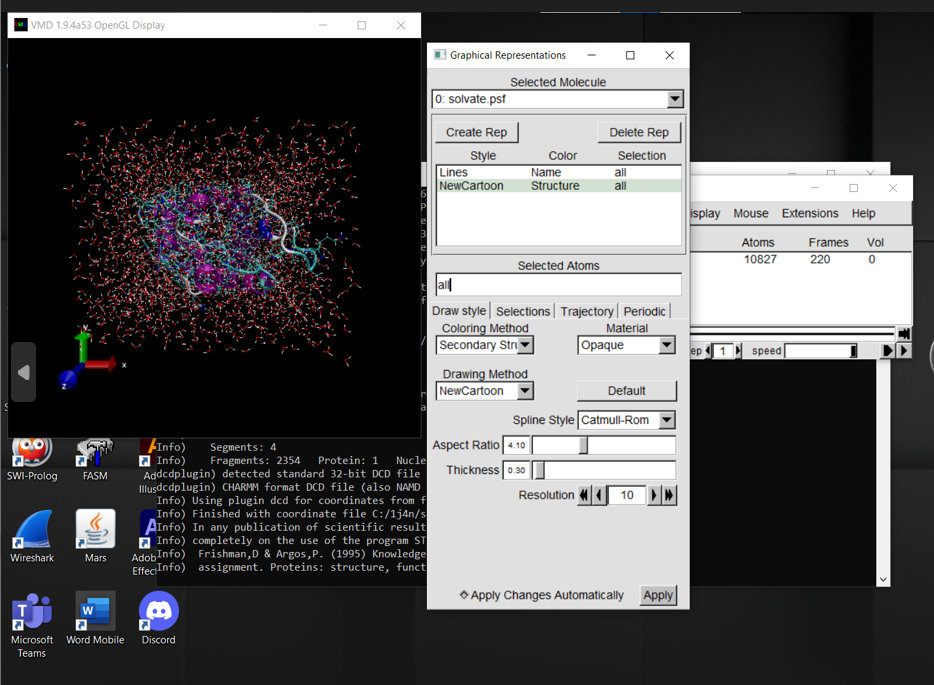 VMD 1.9.4a53 OpenGL Display
y
x
z
Graphical Representations
Selected Molecule
0: solvate.psf
Create Rep
Delete Rep
Style Color Selection
Lines Name all
NewCartoon Structure all
Selected Atoms
all
Draw style Selections Trajectory Periodic
Coloring Method Material
Secondary Stru Opaque
Drawing Method
NewCartoon Default
Spline Style Catmull-Rom
Aspect Ratio 4.10
Thickness 0.30
Resolution 10
Apply Changes Automatically Apply
isplay Mouse Extensions Help
Atoms Frames Vol
10827 220 0
ep 1 speed
Info) Segments: 4
Info) Fragments: 2354 Protein: 1 Nucle
dcdplugin) detected standard 32-bit DCD file
dcdplugin) CHARMM format DCD file (also NAMD
Info) Using plugin dcd for coordinates from f
Info) Finished with coordinate file C:/1j4n/s
Info) In any publication of scientific result
Info) completely on the use of the program ST
Info) Frishman,D & Argos,P. (1995) Knowledge
Info) assignment. Proteins: structure, funct
SWI-Prolog
FASM
Ad
Illus
Wireshark
Mars
Adob
Effec
Microsoft
Teams
Word Mobile
Discord